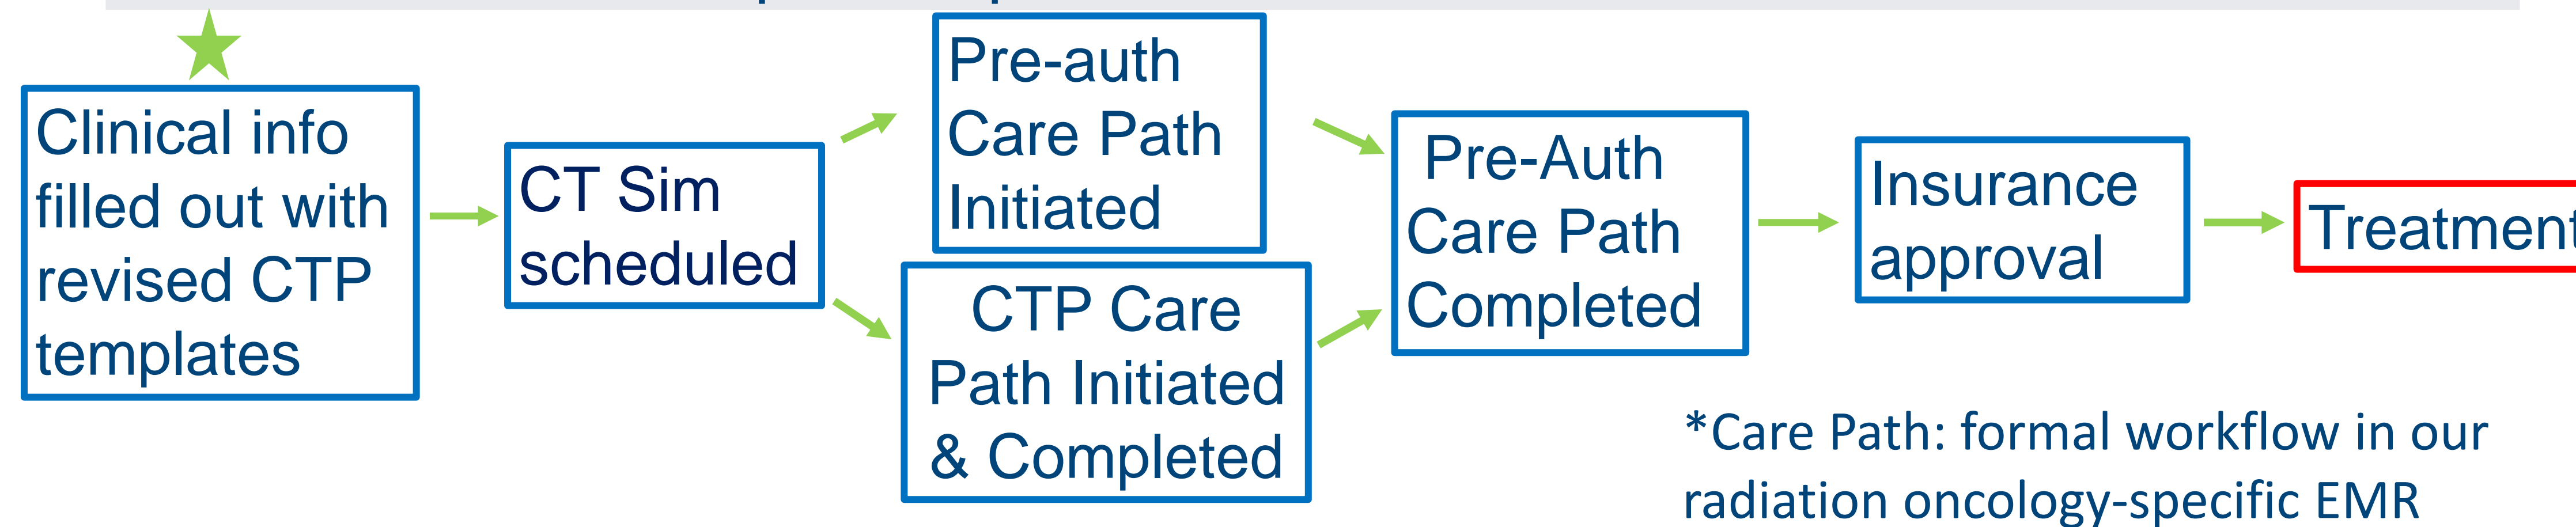 Clinical info
filled out with
revised CTP
templates
CT Sim
scheduled
Pre-auth
Care Path
Initiated
CTP Care
Path Initiated
& Completed
Pre-Auth
Care Path
Completed
Insurance
approval
Treatment
*Care Path: formal workflow in our
radiation oncology-specific EMR